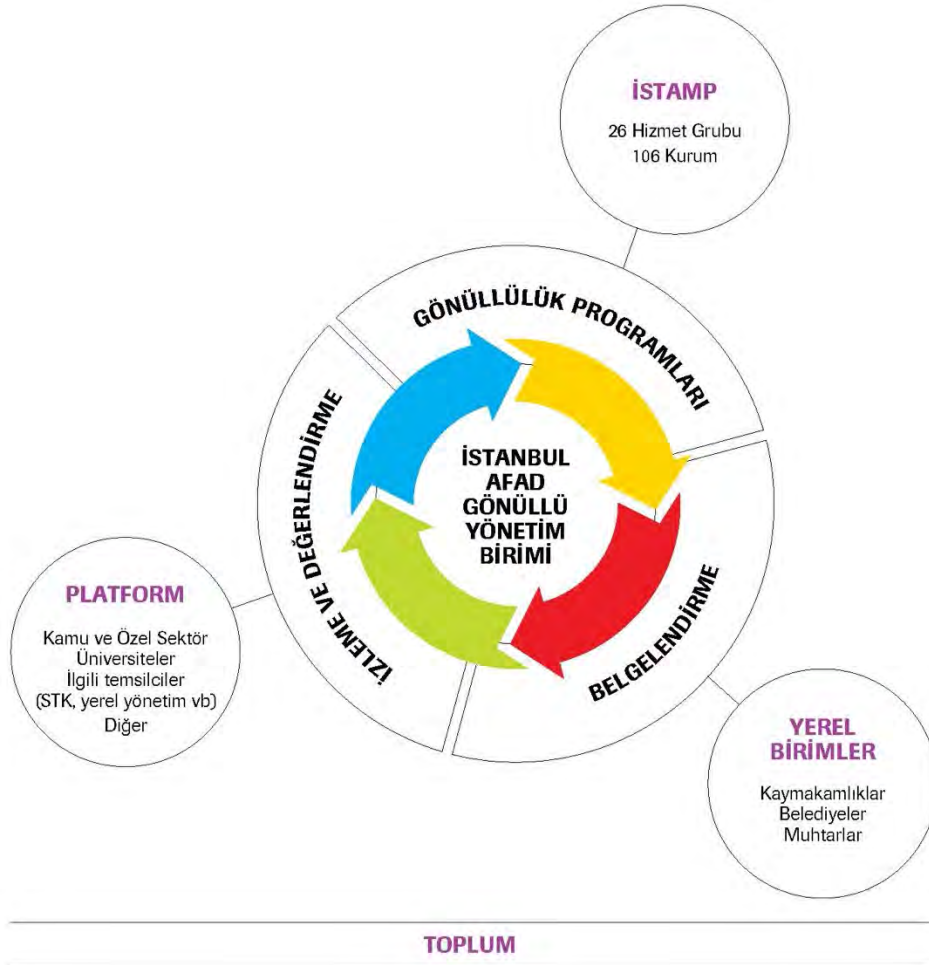 İSTAMP
26 Hizmet Grubu
106 Kurum
GÖNÜLLÜLÜK PROGRAMLARI
İZLEME VE DEĞERLENDİRME
BELGELENDİRME
İSTANBUL
AFAD
GÖNÜLLÜ
YÖNETİM
BİRİMİ
PLATFORM
Kamu ve Özel Sektör
Üniversiteler
İlgili temsilciler
(STK, yerel yönetim vb)
Diğer
YEREL
BİRİMLER
Kaymakamlıklar
Belediyeler
Muhtarlar
TOPLUM